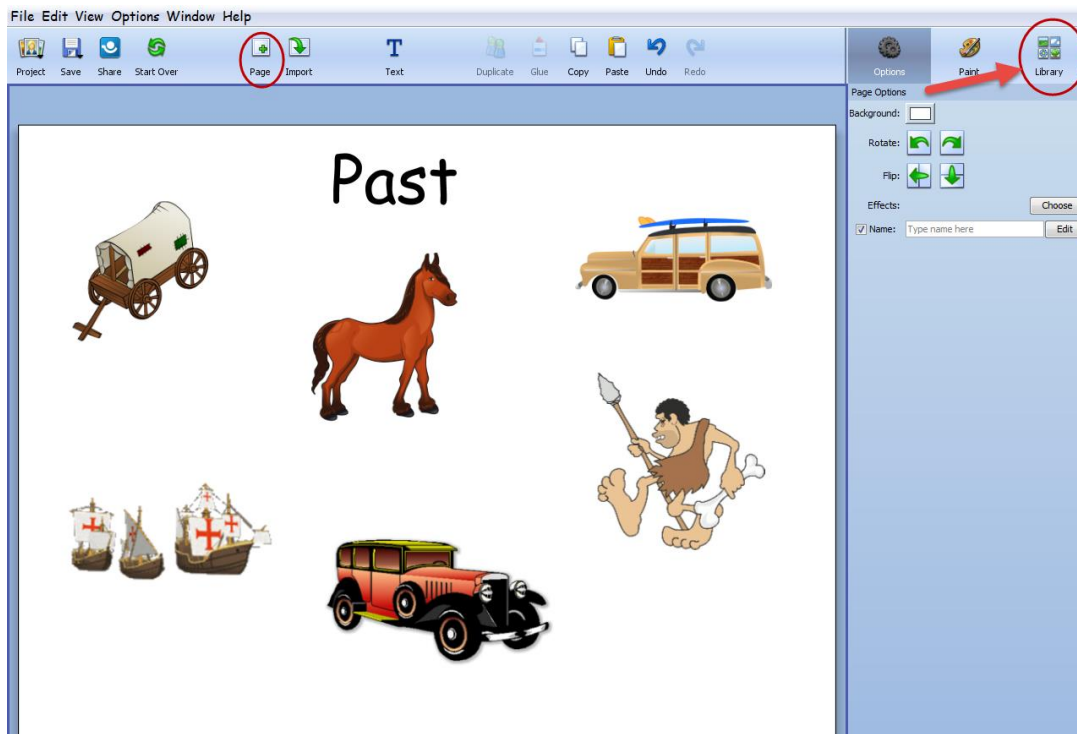 File Edit View Options Window Help
Project Save Share Start Over Page Import Text Duplicate Glue Copy Paste Undo Redo Options Paint Library
Page Options
Background:
Rotate:
Flip:
Effects: Choose
Name: Type name here Edit
T
Past